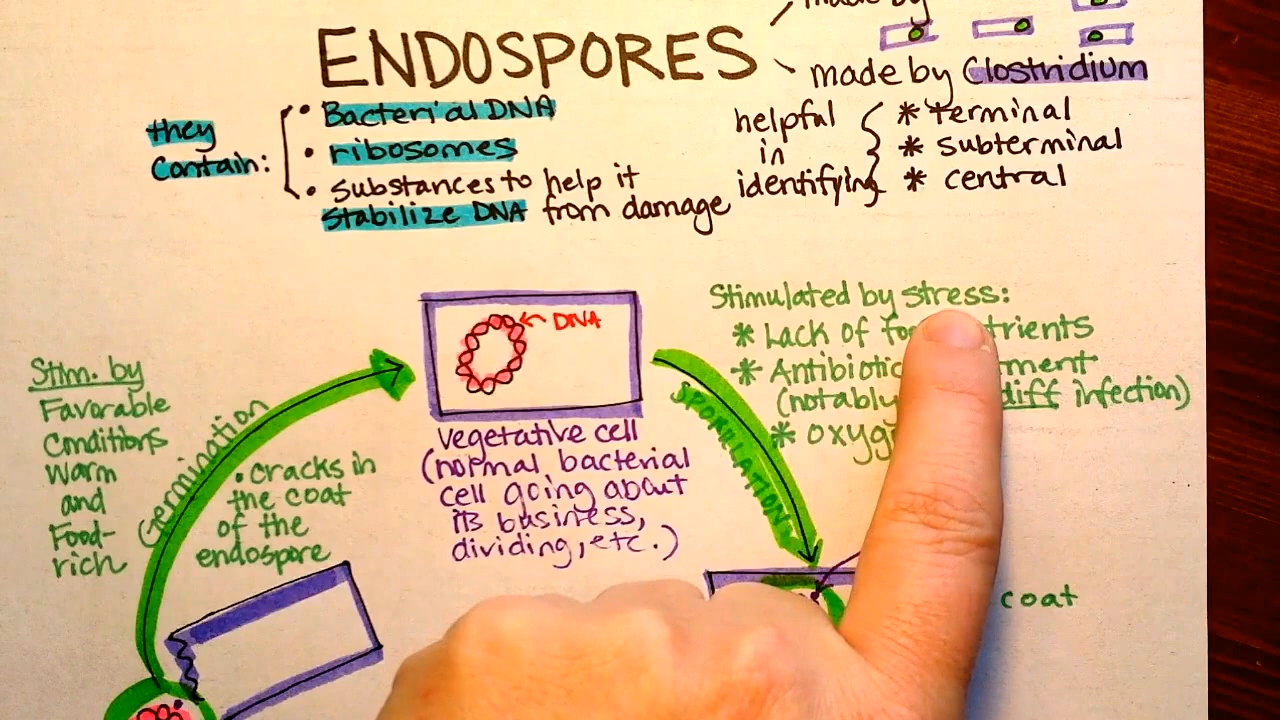 made by
ENDOSPORES
made by Clostridium
they
contain:
• Bacterial DNA
• ribosomes
• substances to help it
stabilize DNA from damage
helpful
in
identifying
* terminal
* subterminal
* central
Stimulated by stress:
* Lack of
* Antibiotic
(notably diff infection)
*
DNA
Stim. by
Favorable
Conditions
Warm
and
Food-
rich
Germination
• cracks in
the coat
of the
endospore
vegetative cell
(normal bacterial
cell going about
its business,
dividing, etc.)
SPORULATION
coat